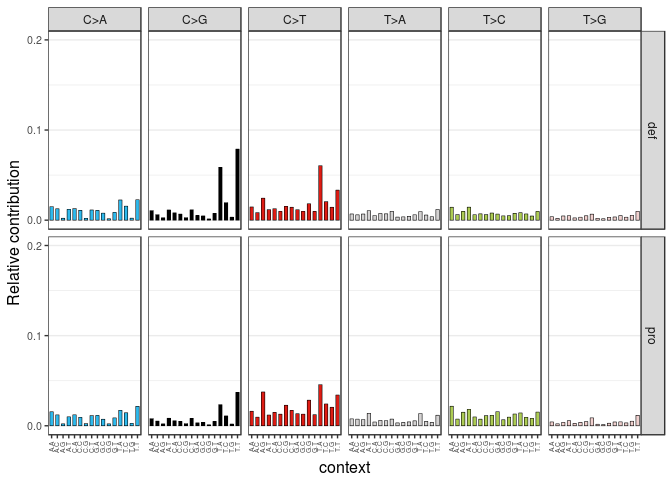 C>A C>G C>T T>A T>C T>G
0.2
0.1
0.0
def
0.2
0.1
0.0
pro
Relative contribution
A.A A.C A.G A.T C.A C.C C.G C.T G.A G.C G.G G.T T.A T.C T.G T.T A.A A.C A.G A.T C.A C.C C.G C.T G.A G.C G.G G.T T.A T.C T.G T.T A.A A.C A.G A.T C.A C.C C.G C.T G.A G.C G.G G.T T.A T.C T.G T.T A.A A.C A.G A.T C.A C.C C.G C.T G.A G.C G.G G.T T.A T.C T.G T.T A.A A.C A.G A.T C.A C.C C.G C.T G.A G.C G.G G.T T.A T.C T.G T.T A.A A.C A.G A.T C.A C.C C.G C.T G.A G.C G.G G.T T.A T.C T.G T.T
context